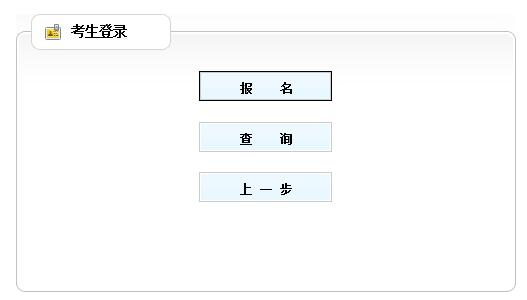 考生登录
报 名
查 询
上 一 步